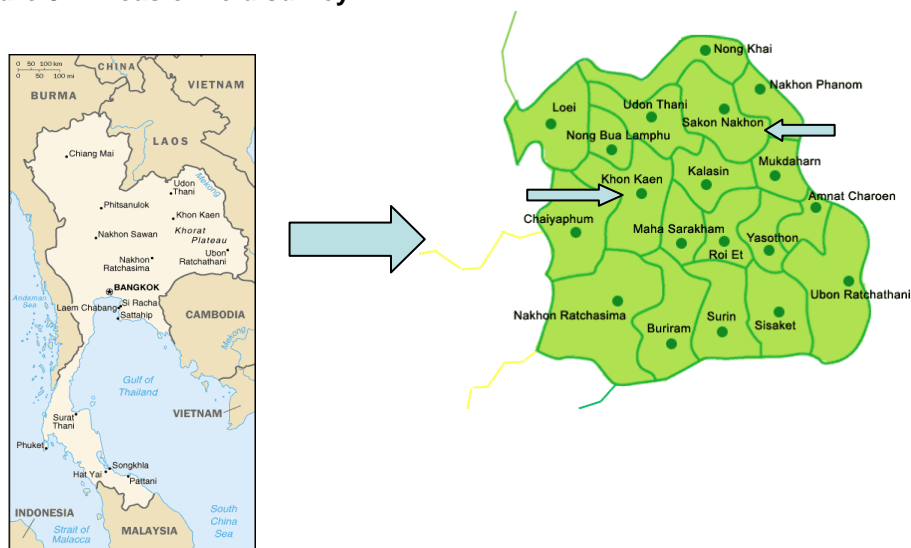 0 50 100 km
0 50 100 mi
CHINA
BURMA
VIETNAM
LAOS
Chiang Mai
Mekong
Udon
Thani
Phitsanulok
Khon Kaen
Khorat
Plateau
Nakhon Sawan
Ubon
Ratchathani
Nakhon
Ratchasima
BANGKOK
Andaman
Sea
Laem Chabang
Si Racha
Sattahip
CAMBODIA
Mekong
Gulf of
Thailand
VIETNAM
Surat
Thani
Phuket
Songkhla
Hat Yai
Pattani
INDONESIA
Strait of
Malacca
MALAYSIA
South
China
Sea
Nong Khai
Nakhon Phanom
Loei
Udon Thani
Sakon Nakhon
Nong Bua Lamphu
Mukdaharn
Kalasin
Khon Kaen
Amnat Charoen
Chaiyaphum
Maha Sarakham
Yasothon
Roi Et
Ubon Ratchathani
Nakhon Ratchasima
Surin
Sisaket
Buriram